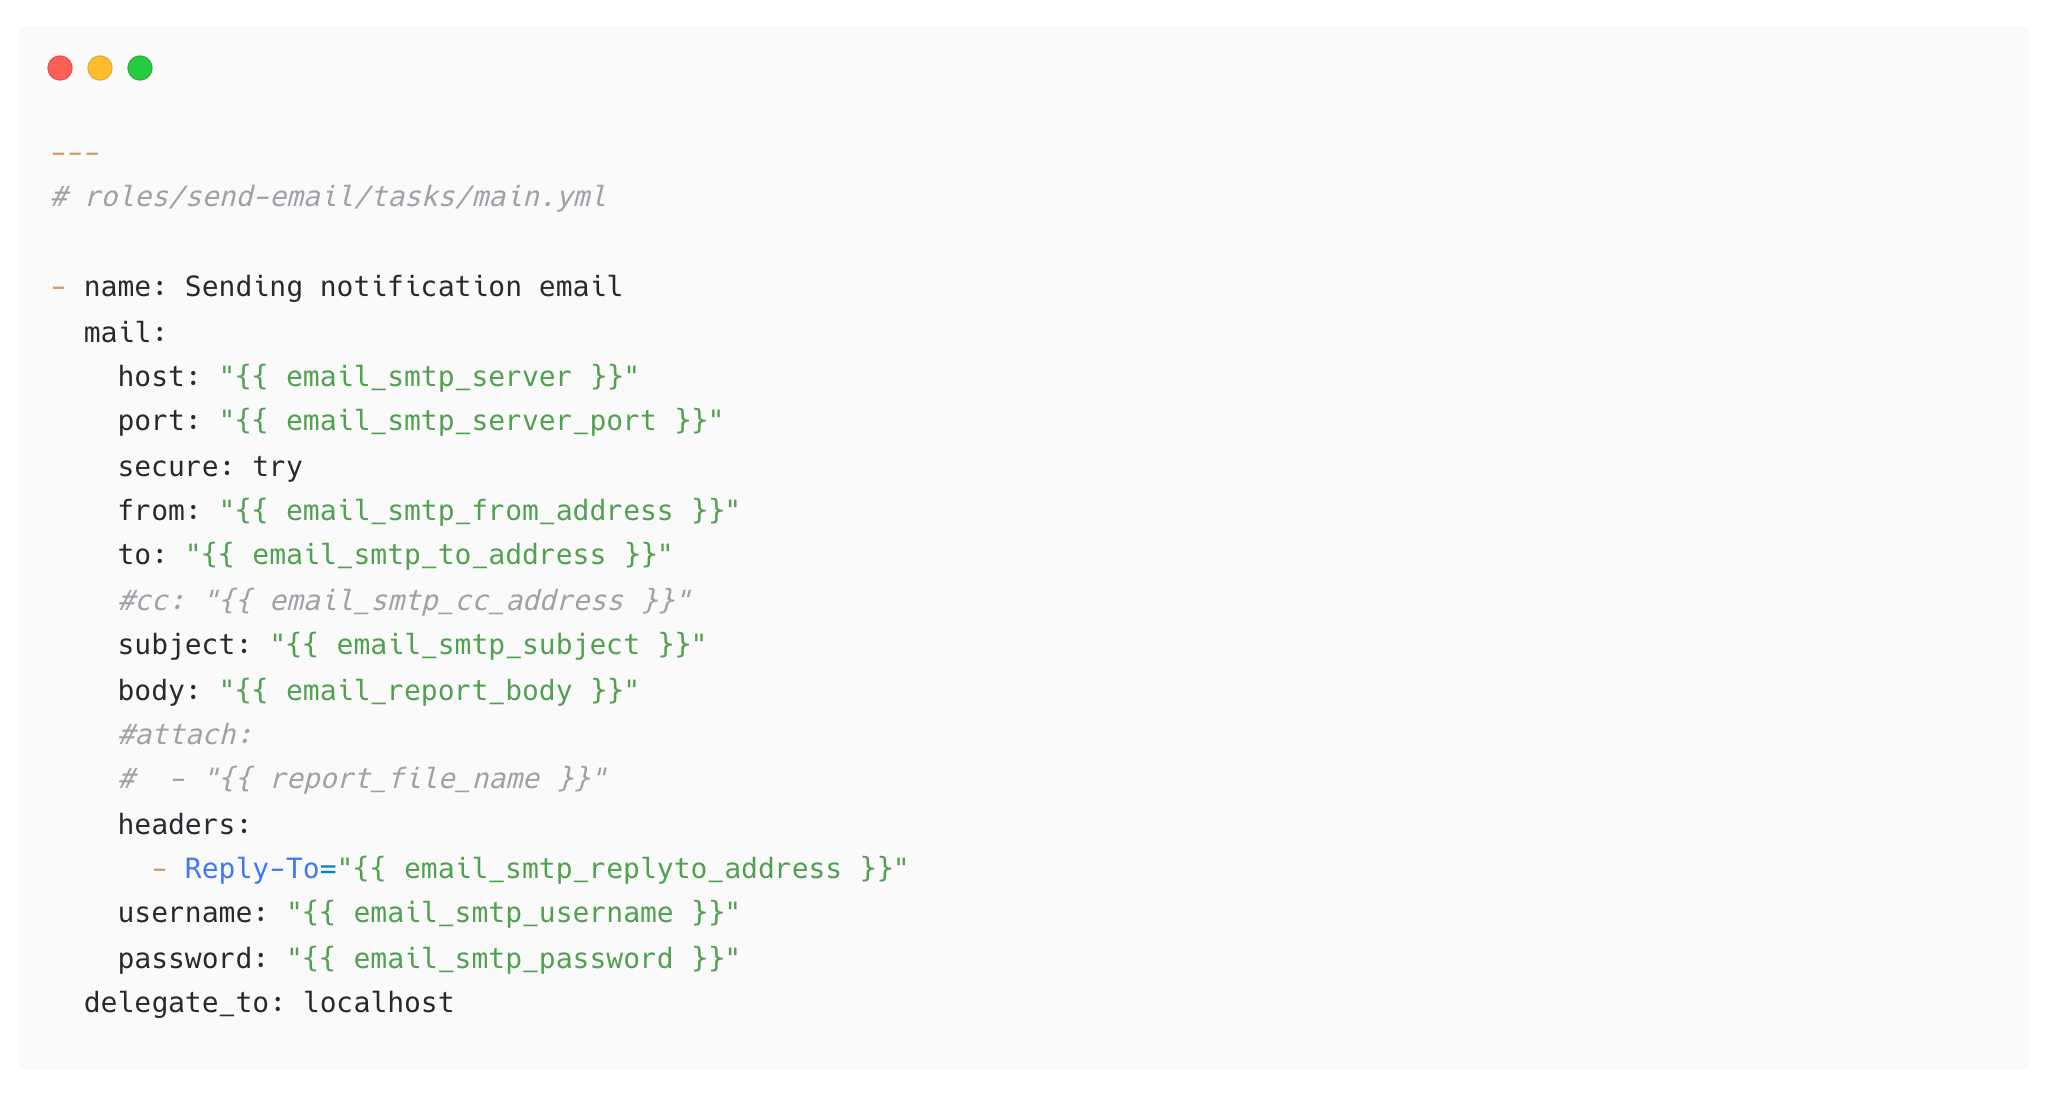 ---
# roles/send-email/tasks/main.yml

- name: Sending notification email
  mail:
    host: "{{ email_smtp_server }}"
    port: "{{ email_smtp_server_port }}"
    secure: try
    from: "{{ email_smtp_from_address }}"
    to: "{{ email_smtp_to_address }}"
    #cc: "{{ email_smtp_cc_address }}"
    subject: "{{ email_smtp_subject }}"
    body: "{{ email_report_body }}"
    #attach:
    #  - "{{ report_file_name }}"
    headers:
      - Reply-To="{{ email_smtp_replyto_address }}"
    username: "{{ email_smtp_username }}"
    password: "{{ email_smtp_password }}"
  delegate_to: localhost